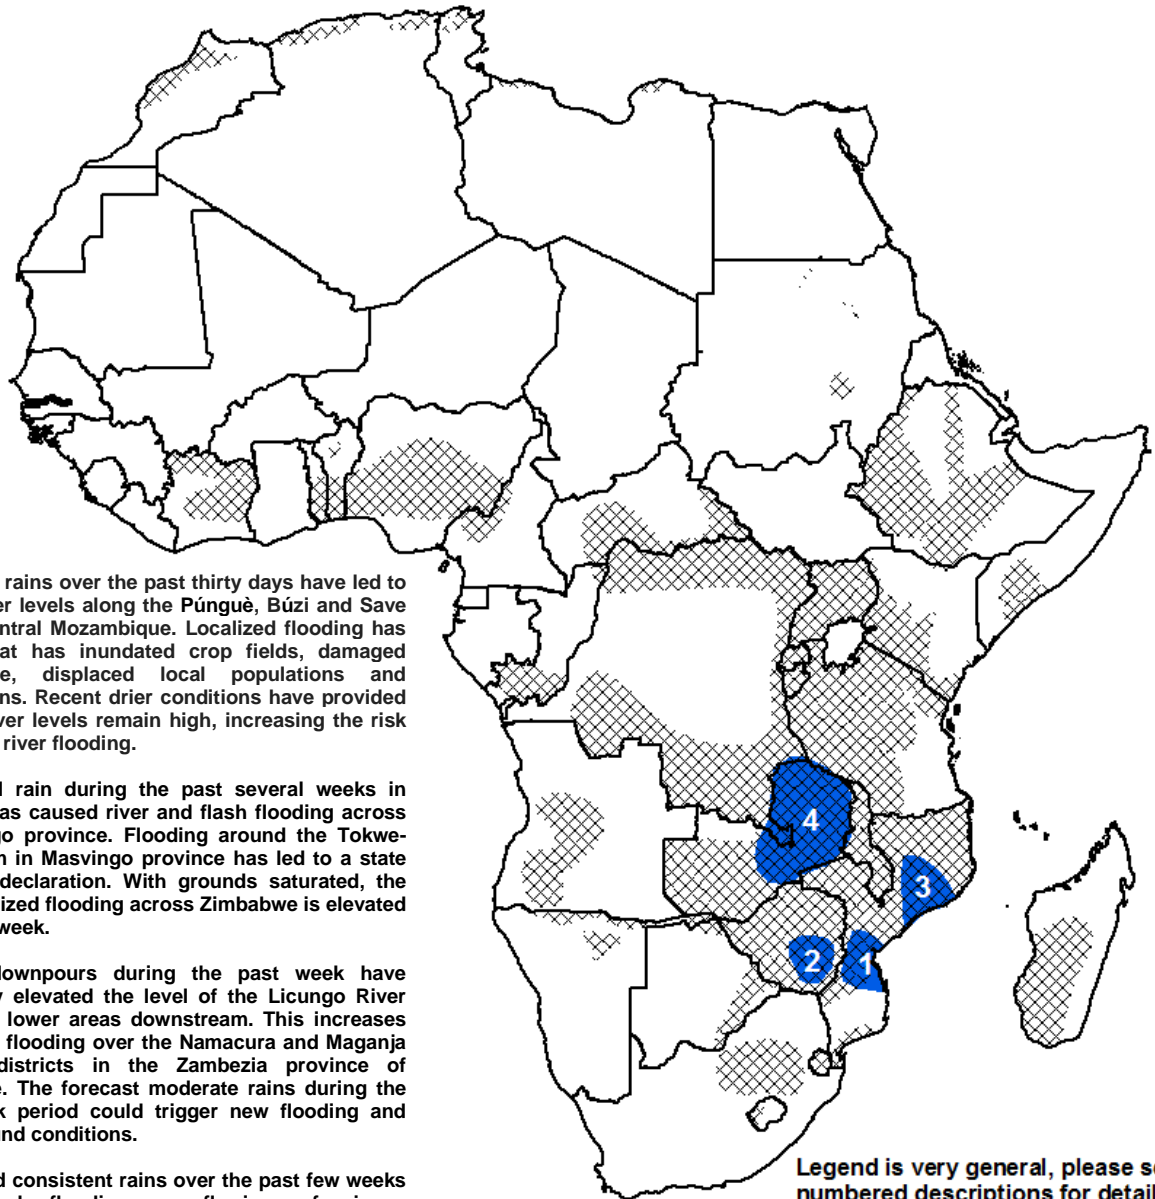 rains over the past thirty days have led to
er levels along the Púnguè, Búzi and Save
ntral Mozambique. Localized flooding has
at has inundated crop fields, damaged
e, displaced local populations and
ns. Recent drier conditions have provided
ver levels remain high, increasing the risk
river flooding.
l rain during the past several weeks in
as caused river and flash flooding across
go province. Flooding around the Tokwe-
m in Masvingo province has led to a state
declaration. With grounds saturated, the
lized flooding across Zimbabwe is elevated
week.
downpours during the past week have
y elevated the level of the Licungo River
lower areas downstream. This increases
flooding over the Namacura and Maganja
districts in the Zambezia province of
e. The forecast moderate rains during the
k period could trigger new flooding and
und conditions.
d consistent rains over the past few weeks
4
3
2
1
Legend is very general, please s
numbered descriptions for detail